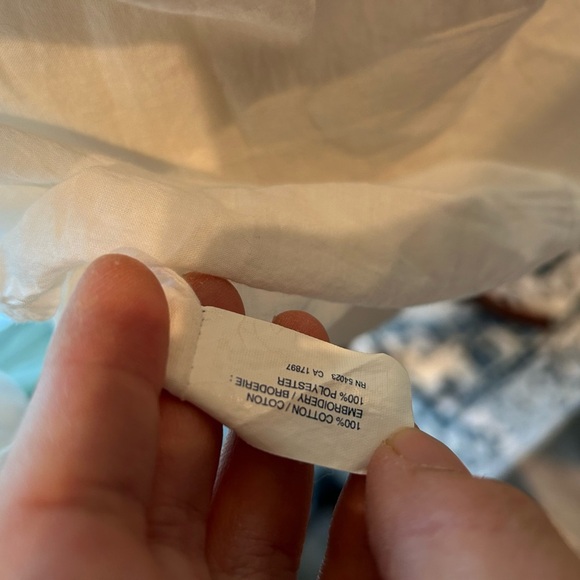 100% COTTON / COTON
EMBROIDERY / BRODERIE :
100% POLYESTER
RN 54023 CA 17897